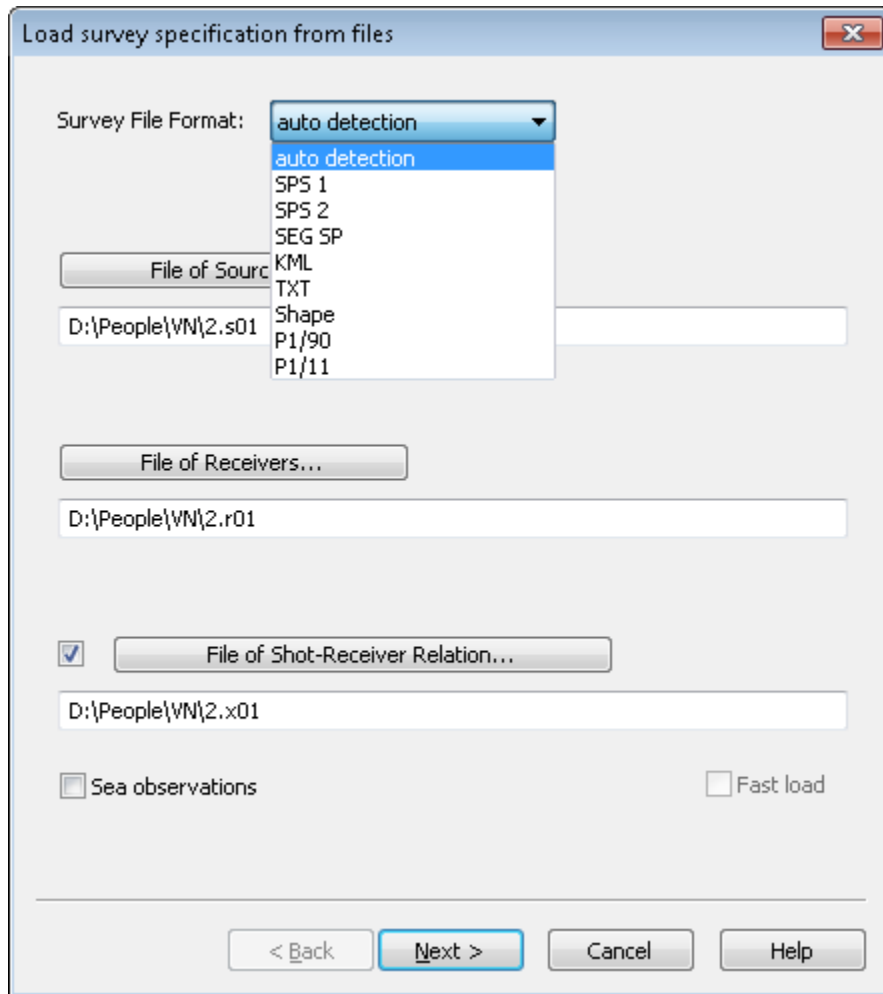 Load survey specification from files
Survey File Format:
auto detection
auto detection
SPS 1
SPS 2
SEG SP
KML
TXT
Shape
P1/90
P1/11
File of Sourc
D:\People\VN\2.s01
File of Receivers...
D:\People\VN\2.r01
File of Shot-Receiver Relation...
D:\People\VN\2.x01
Sea observations
Fast load
< Back
Next >
Cancel
Help